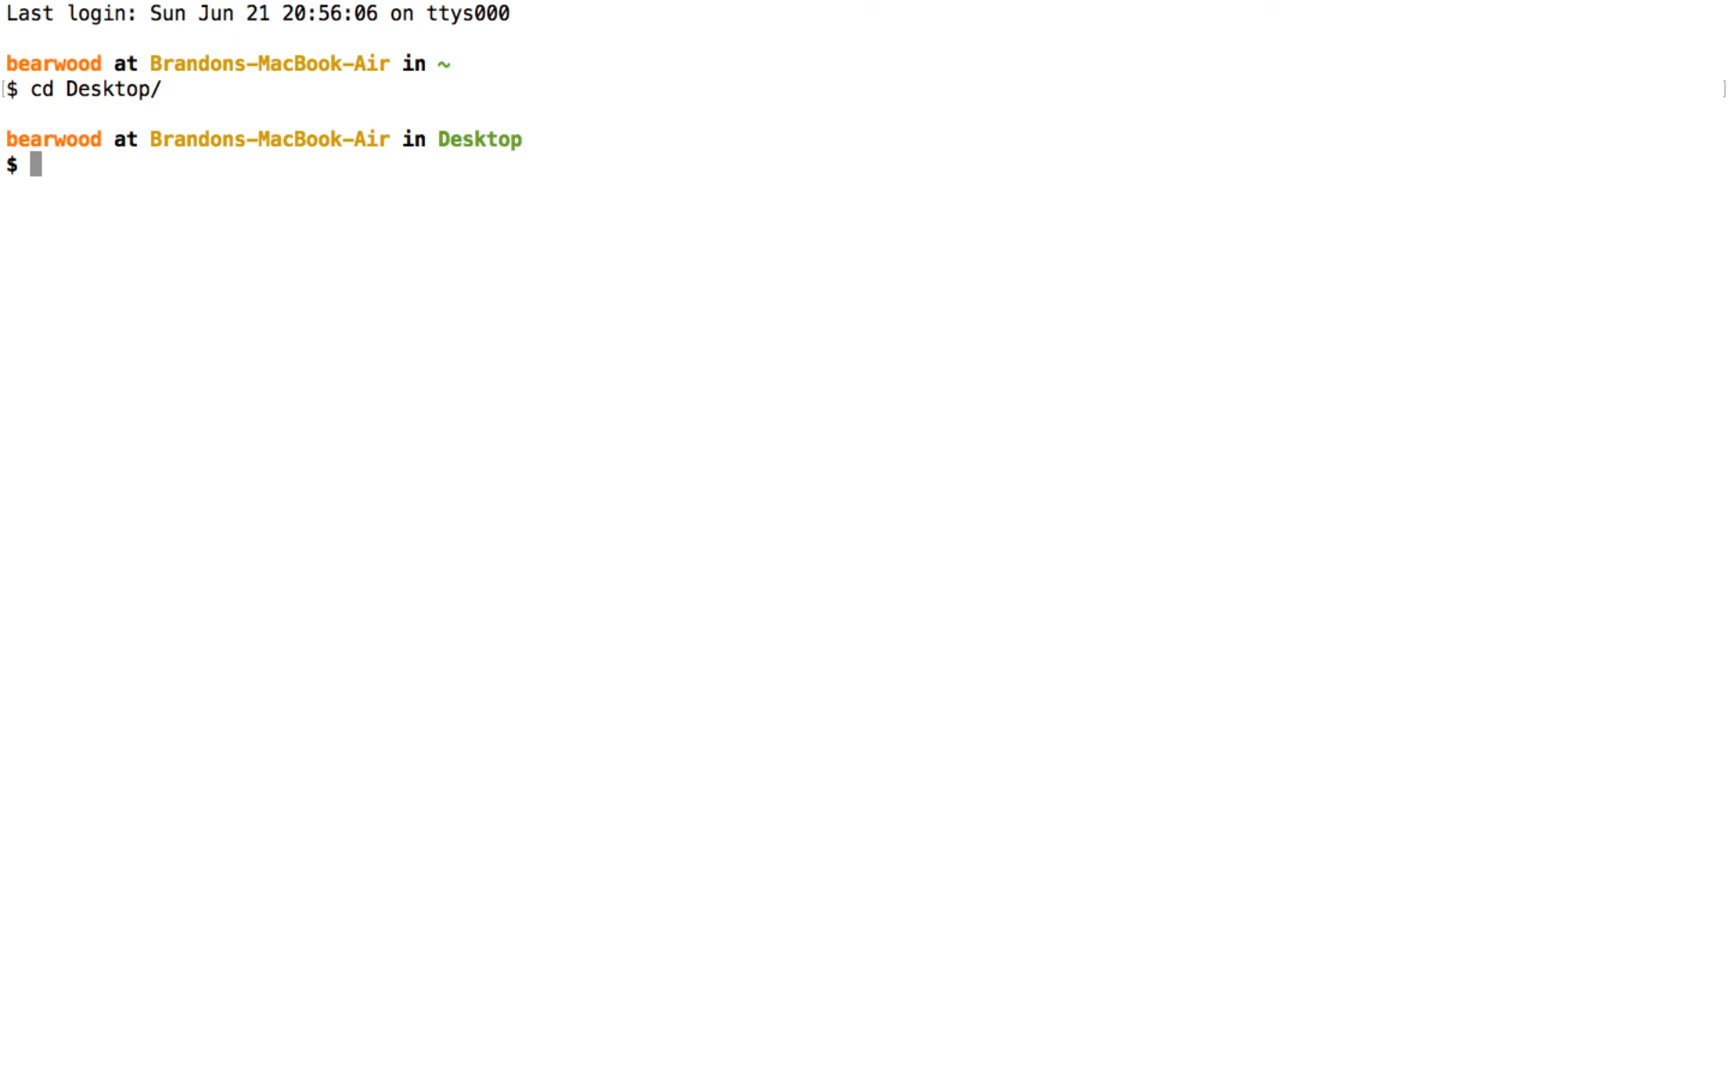 Last login: Sun Jun 21 20:56:06 on ttys000
bearwood at Brandons-MacBook-Air in ~
[$ cd Desktop/ ]
bearwood at Brandons-MacBook-Air in Desktop
$